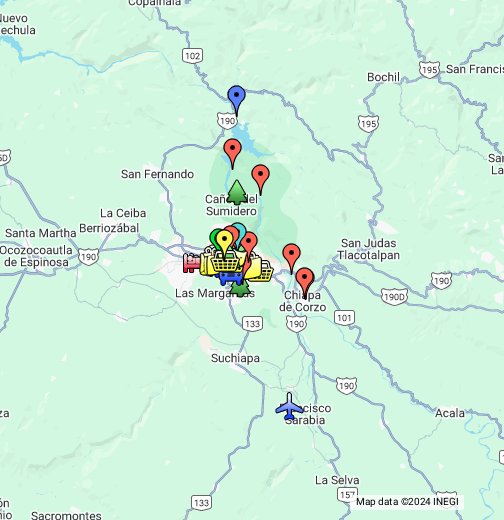 Copainalá
Nuevo
102
Bochil
195
San Francis
190
195
San Fernando
Cañón del
Sumidero
La Ceiba
Santa Martha
Berriozábal
Ocozocoautla
de Espinosa
190
San Judas
Tlacotalpan
Las Margaritas
Chiapa
de Corzo
190D
133
190
101
Suchiapa
190
Francisco
Sarabia
Acala
La Selva
157
133
Map data ©2024 INEGI
Sacramontes